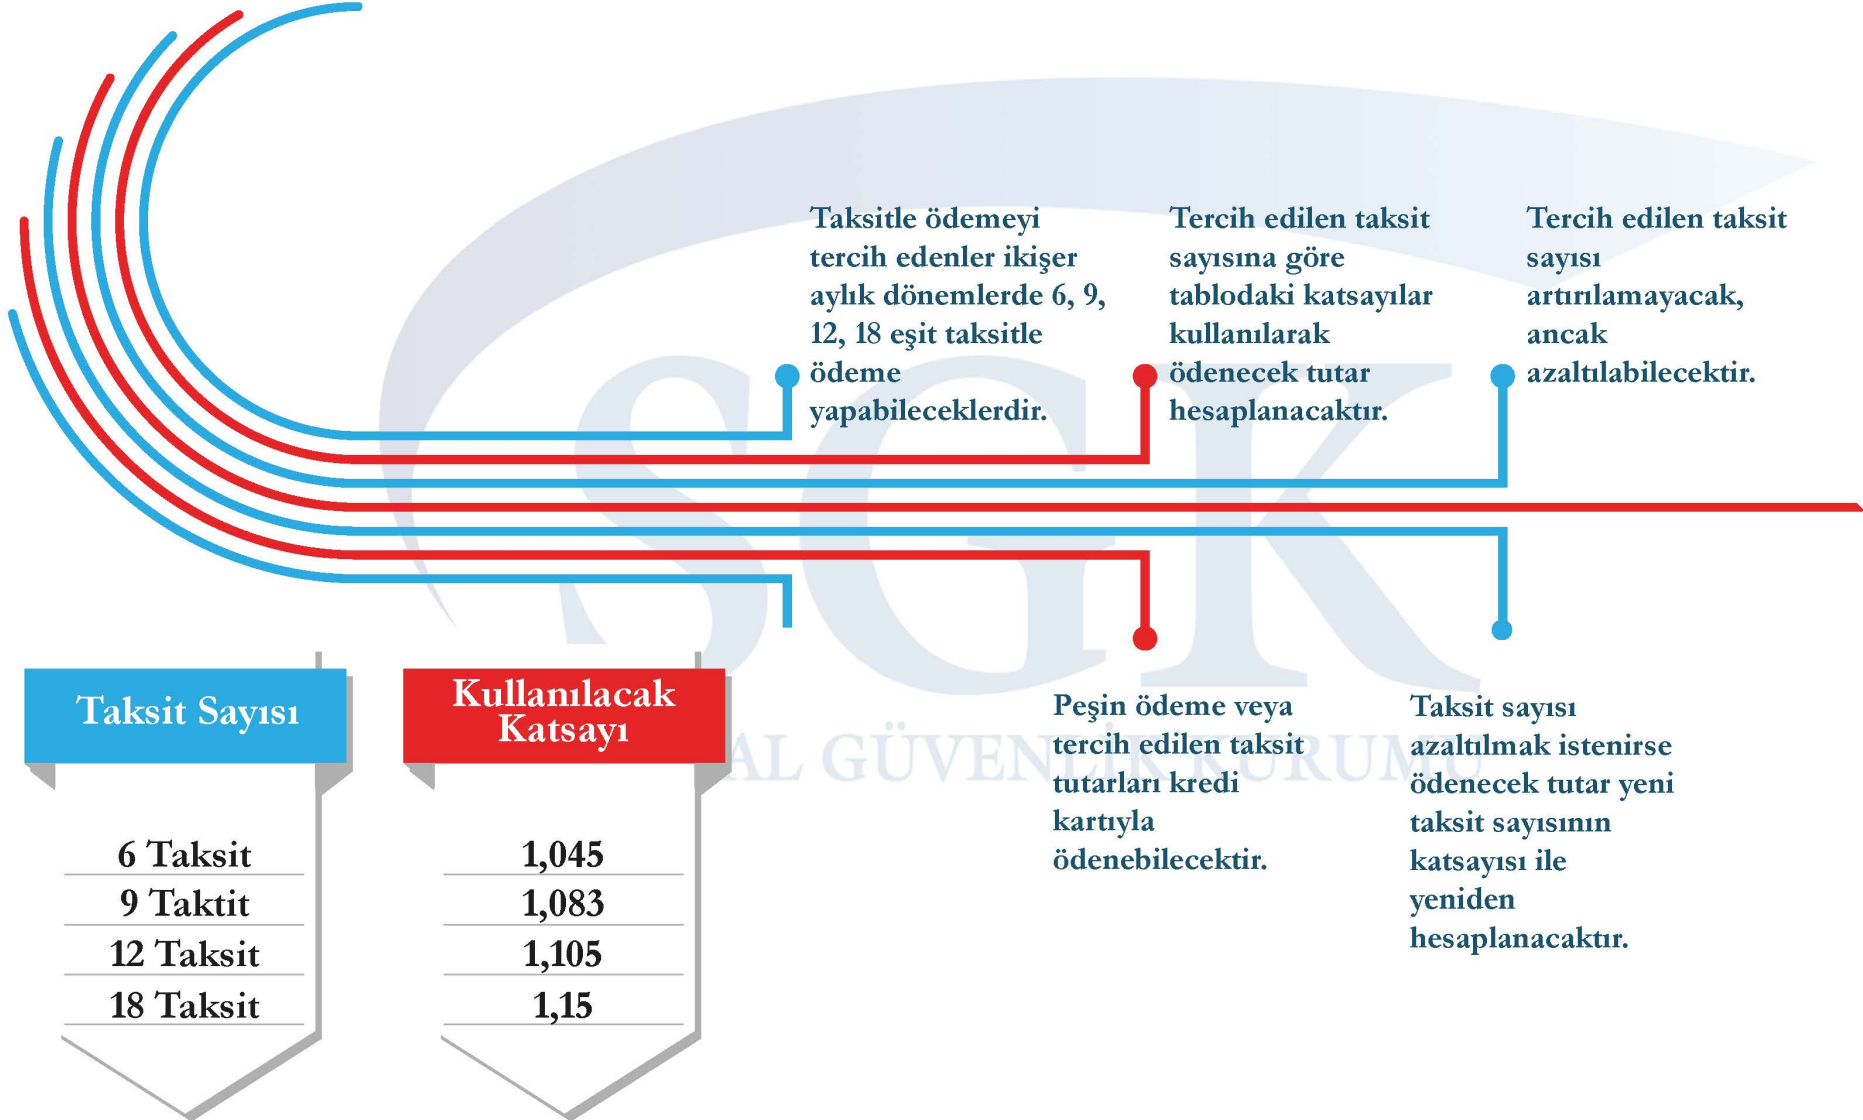 Taksitle ödemeyi
tercih edenler ikişer
aylık dönemlerde 6, 9,
12, 18 eşit taksitle
ödeme
yapabileceklerdir.
Tercih edilen taksit
sayısına göre
tablodaki katsayılar
kullanılarak
ödenecek tutar
hesaplanacaktır.
Tercih edilen taksit
sayısı
artırılamayacak,
ancak
azaltılabilecektir.
SGK
AL GÜVENLİK KURUMU
Taksit Sayısı
6 Taksit
9 Taktit
12 Taksit
18 Taksit
Kullanılacak
Katsayı
1,045
1,083
1,105
1,15
Peşin ödeme veya
tercih edilen taksit
tutarları kredi
kartıyla
ödenebilecektir.
Taksit sayısı
azaltılmak istenirse
ödenecek tutar yeni
taksit sayısının
katsayısı ile
yeniden
hesaplanacaktır.